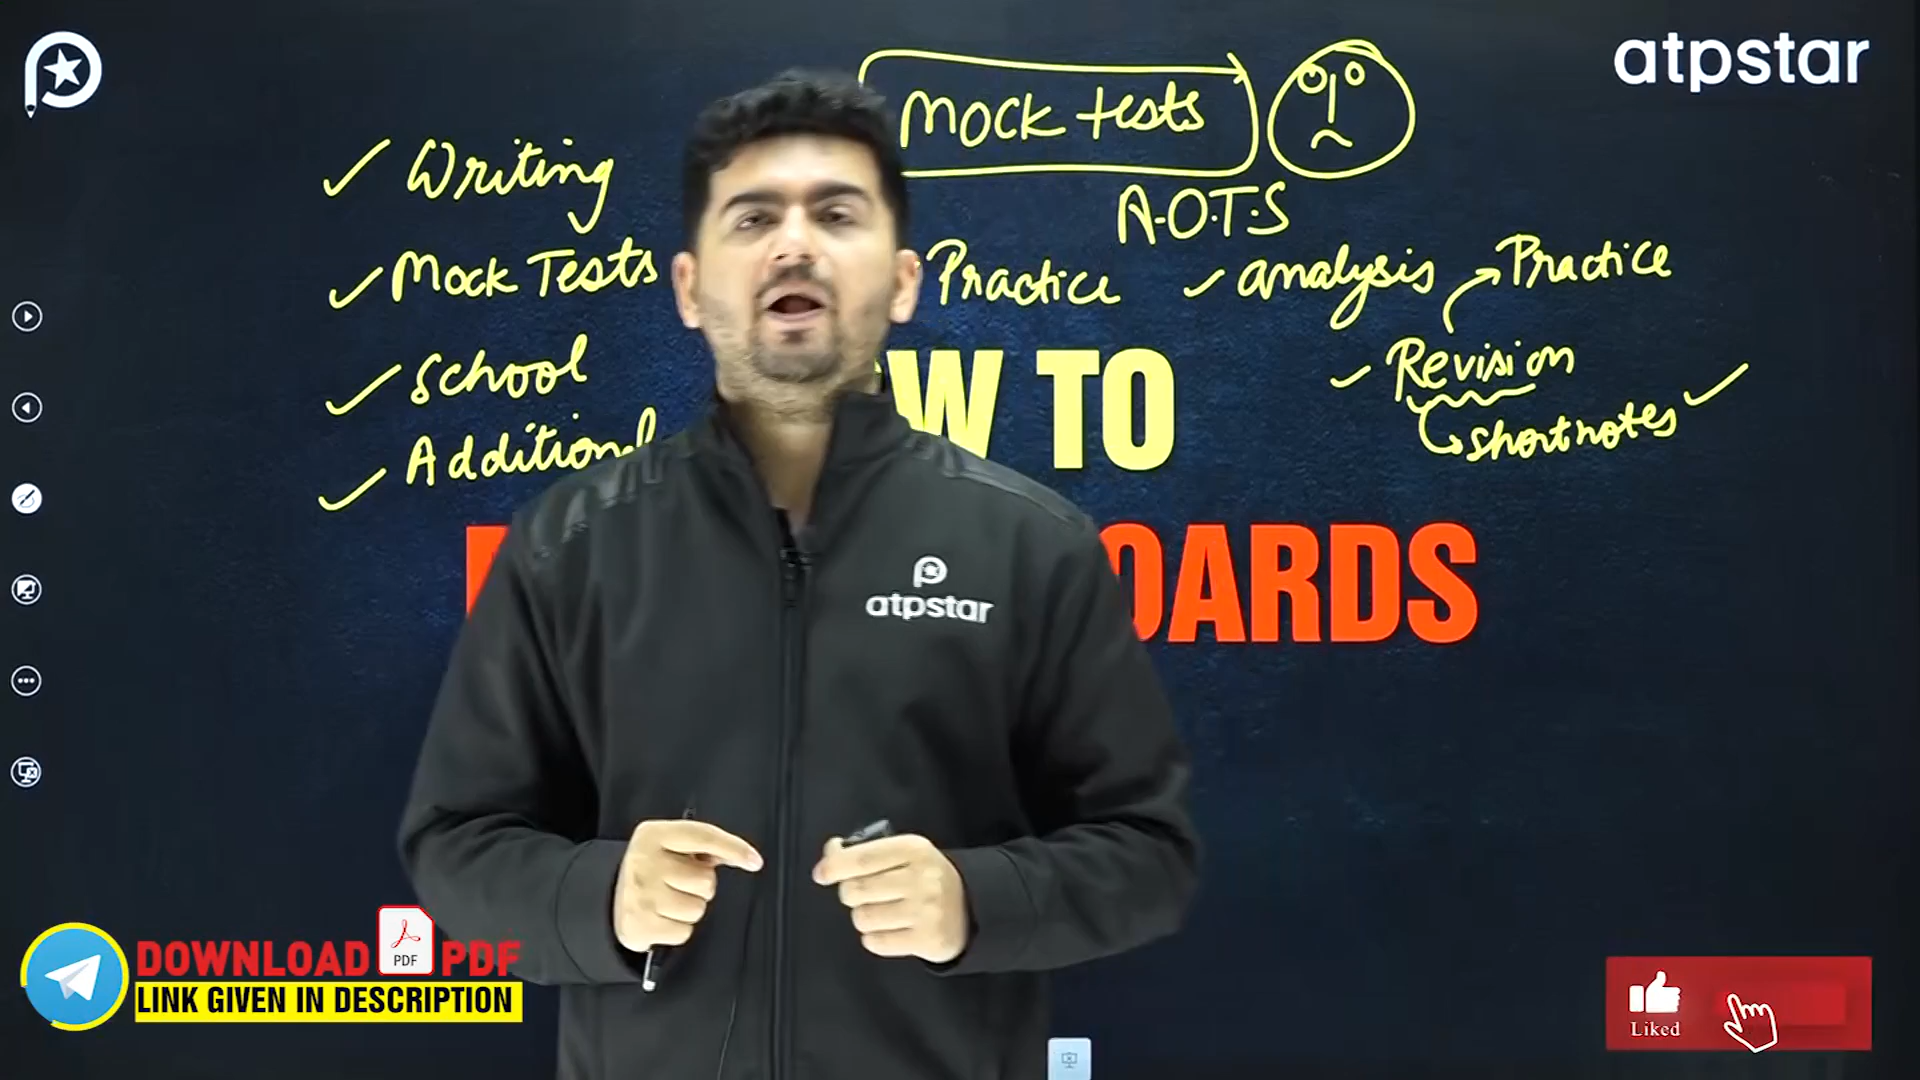 atpstar
Mock tests
A.O.T.S
✓ Writing
✓ Mock Tests
✓ School
✓ Additional
Practice
✓ analysis
Practice
✓ Revision
shortnotes ✓
W TO
OARDS
atpstar
DOWNLOAD PDF PDF
LINK GIVEN IN DESCRIPTION
Liked